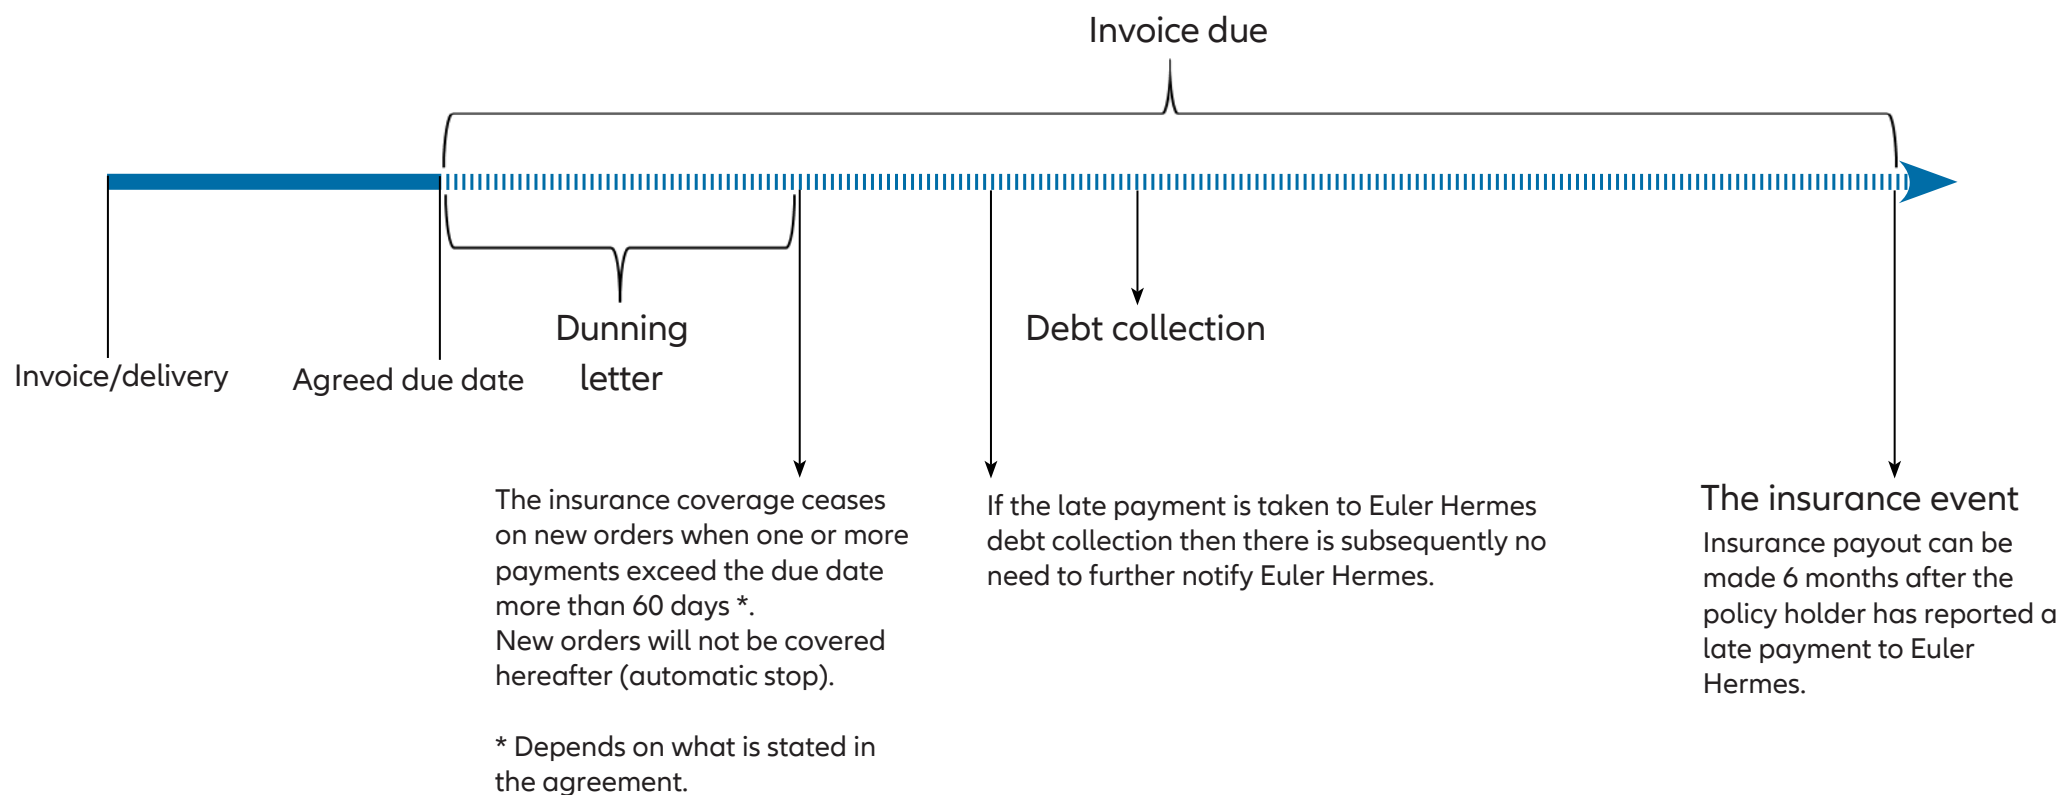 Invoice due
Invoice/delivery
Agreed due date
Dunning
letter
Debt collection
The insurance coverage ceases
on new orders when one or more
payments exceed the due date
more than 60 days *.
New orders will not be covered
hereafter (automatic stop).
* Depends on what is stated in
the agreement.
If the late payment is taken to Euler Hermes
debt collection then there is subsequently no
need to further notify Euler Hermes.
The insurance event
Insurance payout can be
made 6 months after the
policy holder has reported a
late payment to Euler
Hermes.